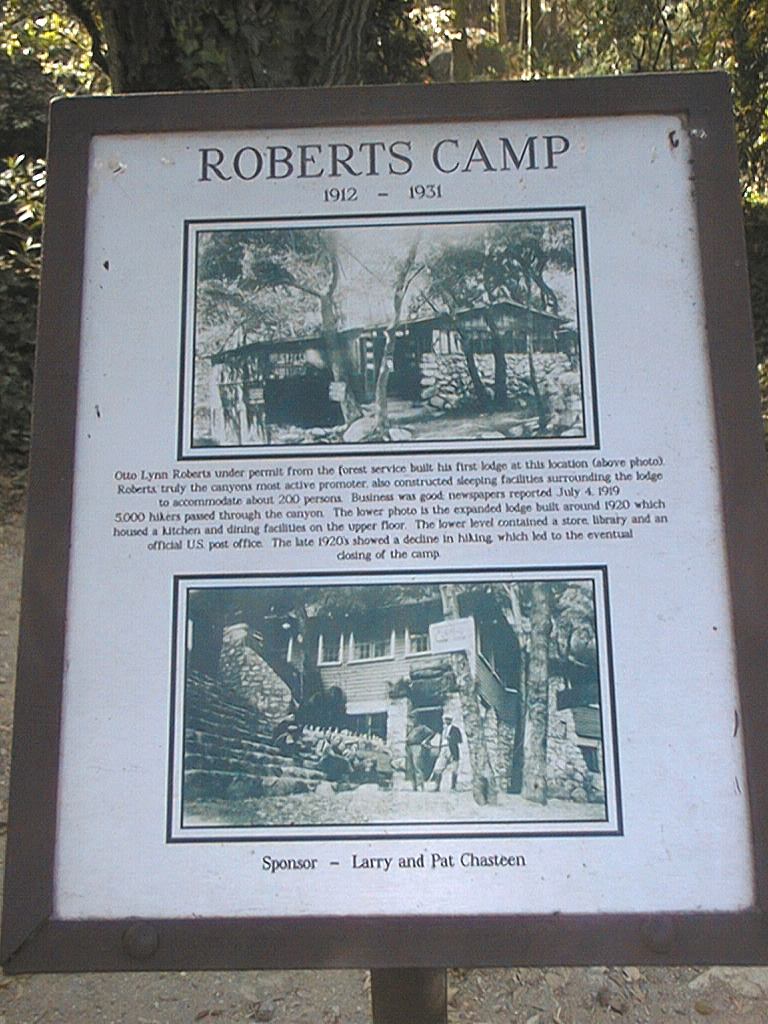 ROBERTS CAMP
1912 – 1931
Otto Lynn Roberts under permit from the forest service built his first lodge at this location (above photo).
Roberts, truly the canyons most active promoter, also constructed sleeping facilities surrounding the lodge
to accommodate about 200 persons. Business was good; newspapers reported July 4, 1919
5,000 hikers passed through the canyon. The lower photo is the expanded lodge built around 1920 which
housed a kitchen and dining facilities on the upper floor. The lower level contained a store, library and an
official U.S. post office. The late 1920's showed a decline in hiking, which led to the eventual
closing of the camp.
Sponsor – Larry and Pat Chasteen